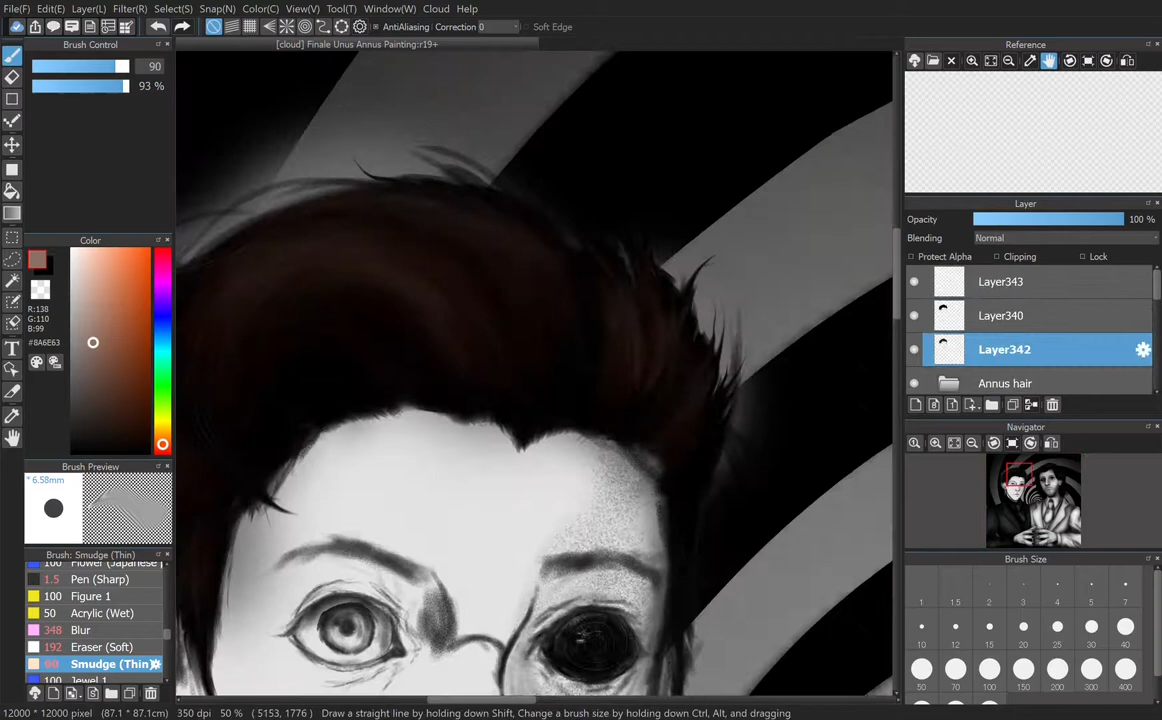 File(F) Edit(E) Layer(L) Filter(R) Select(S) Snap(N) Color(C) View(V) Tool(T) Window(W) Cloud Help
AntiAliasing Correction 0 Soft Edge
Brush Control
[cloud] Finale Unus Annus Painting::r19+
Reference
90
93 %
Layer
Opacity 100 %
Blending Normal
Protect Alpha Clipping Lock
Color
Layer343
R:138
G:110
B:99
#8A6E63
Layer340
Layer342
Annus hair
Navigator
Brush Preview
* 6.58mm
Brush: Smudge (Thin)
100 Flower (Japanese
1.5 Pen (Sharp)
100 Figure 1
50 Acrylic (Wet)
348 Blur
192 Eraser (Soft)
Smudge (Thin)
100 Jewel 1
Brush Size
1 1.5 2 3 4 5 7
10 12 15 20 25 30 40
50 70 100 150 200 300 400
12000 * 12000 pixel (87.1 * 87.1cm) 350 dpi 50 % ( 5153, 1776 ) Draw a straight line by holding down Shift, Change a brush size by holding down Ctrl, Alt, and dragging